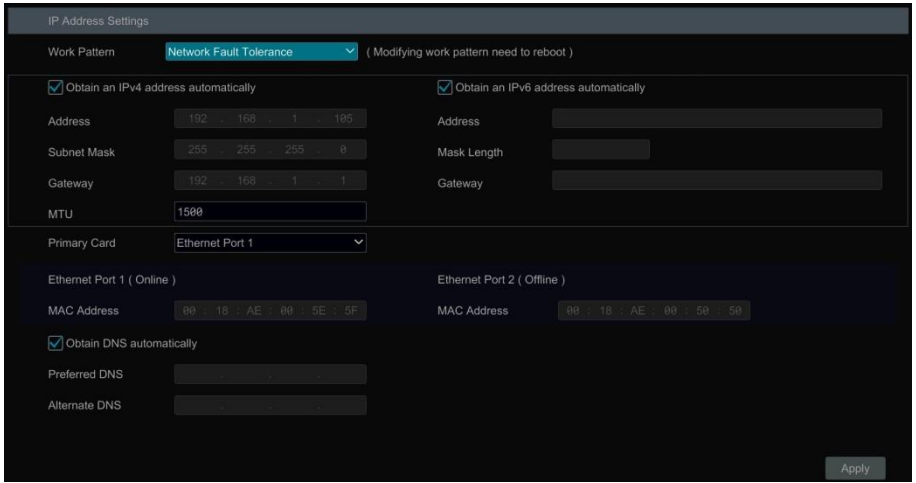 IP Address Settings
Work Pattern Network Fault Tolerance ( Modifying work pattern need to reboot )
Obtain an IPv4 address automatically Obtain an IPv6 address automatically
Address 192 . 168 . 1 . 105 Address
Subnet Mask 255 . 255 . 255 . 0 Mask Length
Gateway 192 . 168 . 1 . 1 Gateway
MTU 1500
Primary Card Ethernet Port 1
Ethernet Port 1 ( Online ) Ethernet Port 2 ( Offline )
MAC Address 00 : 18 : AE : 00 : 5E : 5F MAC Address 00 : 18 : AE : 00 : 50 : 50
Obtain DNS automatically
Preferred DNS . . .
Alternate DNS . . .
Apply